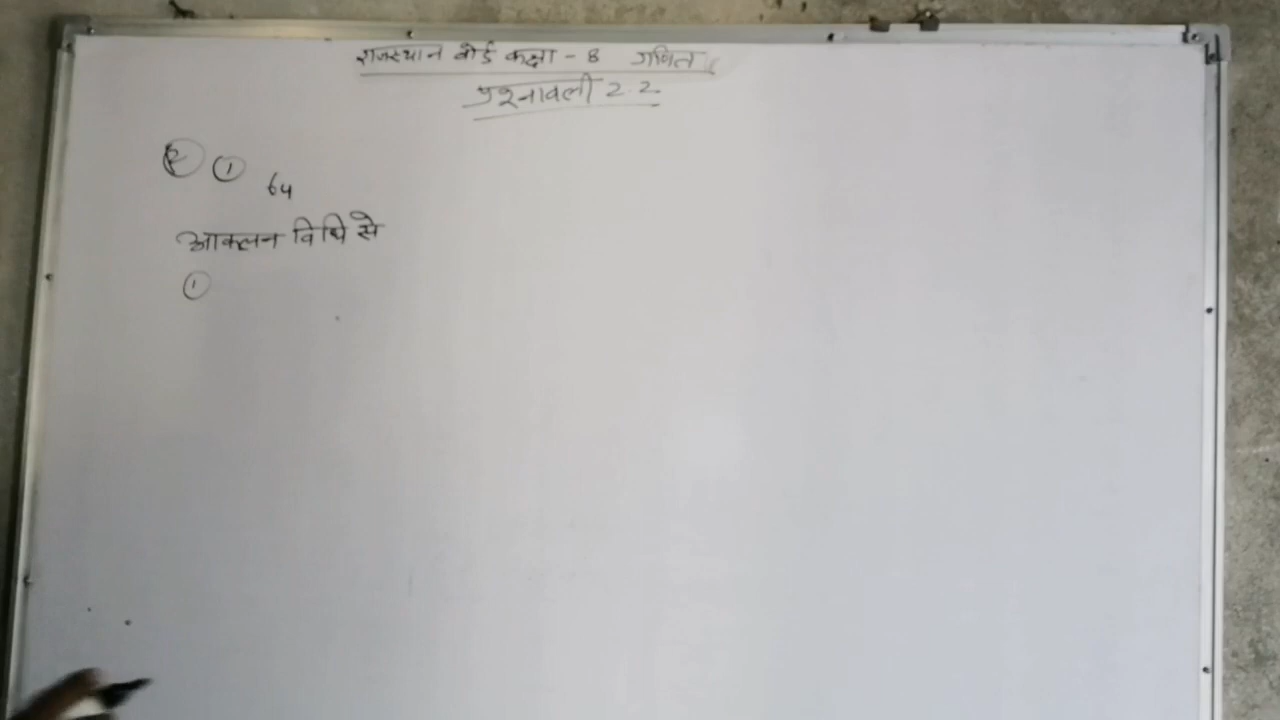 राजस्थान बोर्ड कक्षा - 8 गणित
प्रश्नावली 2.2
② ① 64
आकलन विधि से
①